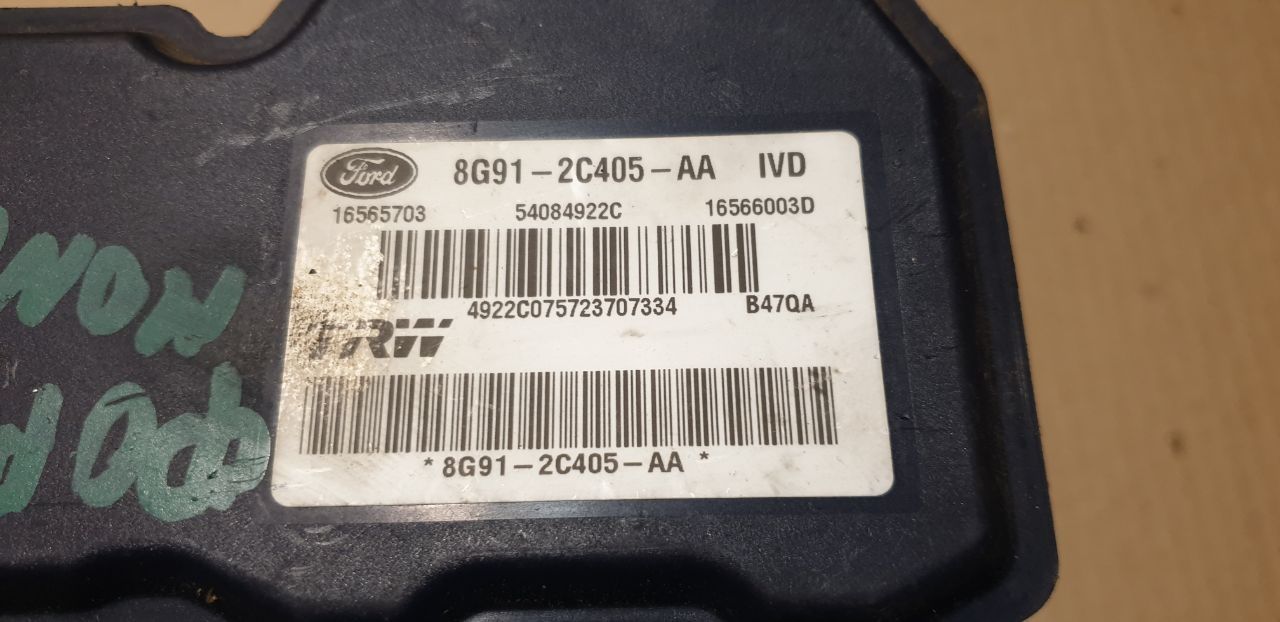 Ford 8G91-2C405-AA IVD
16565703 54084922C 16566003D
4922C075723707334 B47QA
TRW
*8G91-2C405-AA*